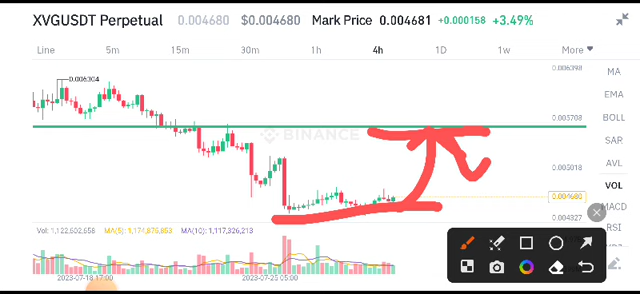 XVGUSDT Perpetual 0.004680 $0.004680 Mark Price 0.004681 +0.000158 +3.49%
Line 5m 15m 30m 1h 4h 1D 1w More
0.006398
0.006304
MA
EMA
0.005708
BINANCE
BOLL
SAR
0.005018
AVL
VOL
0.004680
MACD
0.004327
RSI
Vol: 1,122,502,658 MA(5): 1,174,876,853 MA(10): 1,117,326,213
2023-07-18 17:00 2023-07-25 05:00